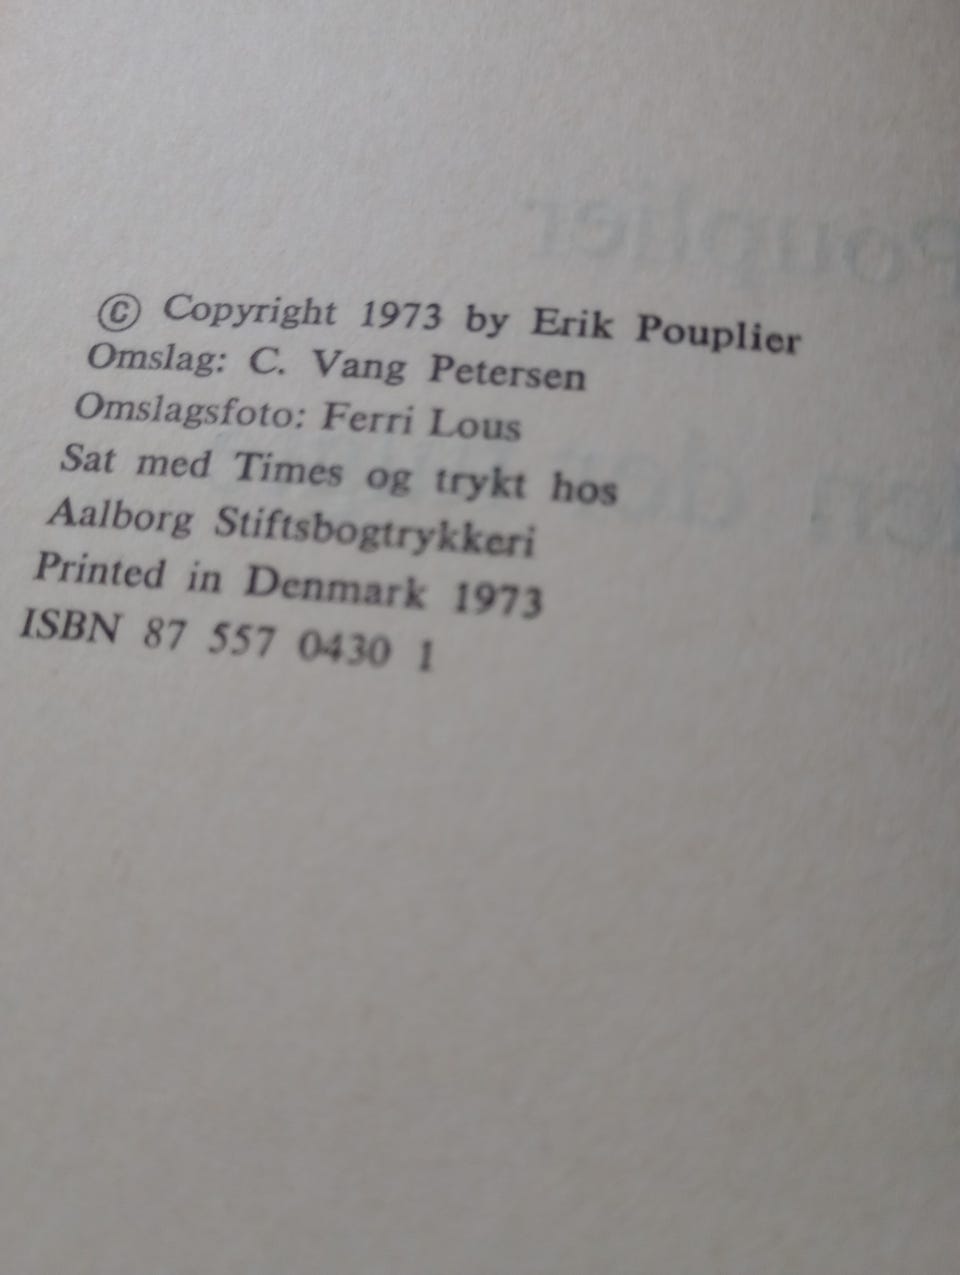 © Copyright 1973 by Erik Pouplier
Omslag: C. Vang Petersen
Omslagsfoto: Ferri Lous
Sat med Times og trykt hos
Aalborg Stiftsbogtrykkeri
Printed in Denmark 1973
ISBN 87 557 0430 1